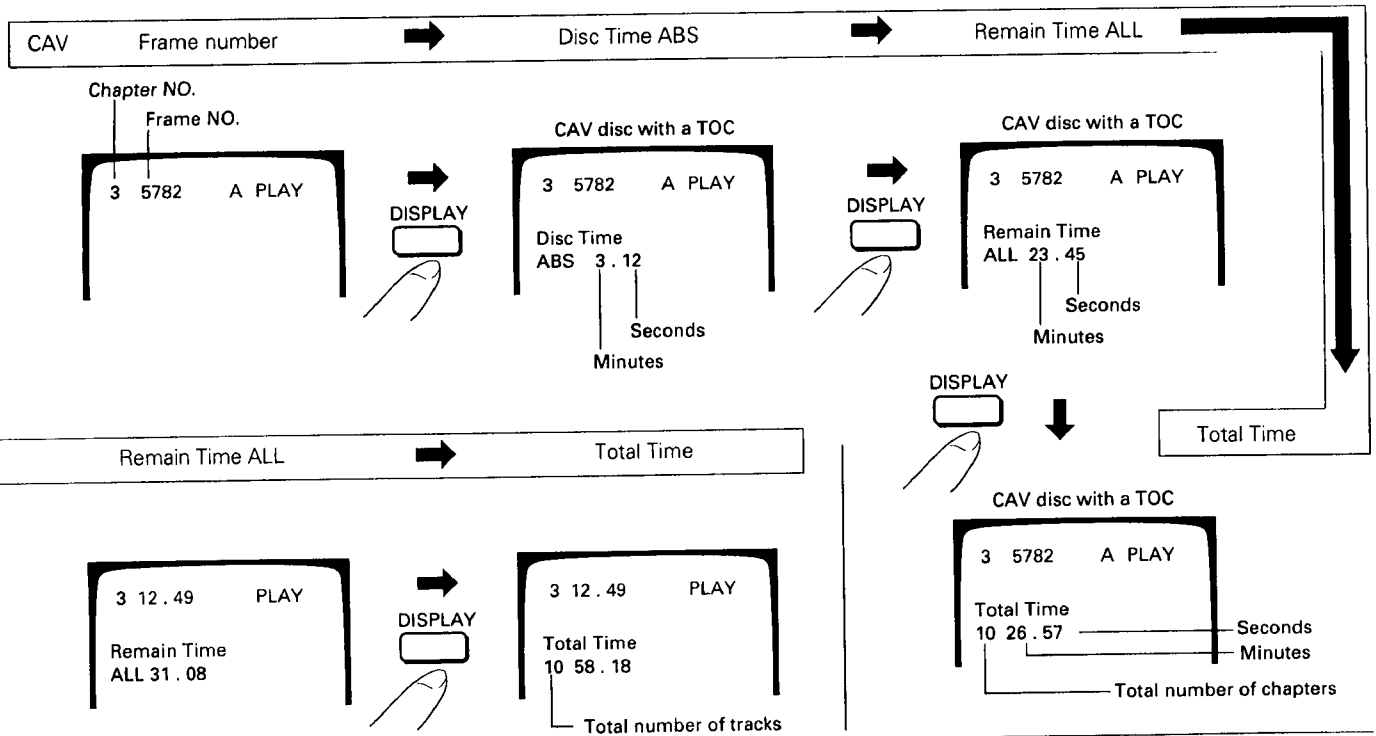 CAV Frame number Disc Time ABS Remain Time ALL
Chapter NO.
Frame NO.
3 5782 A PLAY
DISPLAY
CAV disc with a TOC
3 5782 A PLAY
Disc Time
ABS 3 . 12
Seconds
Minutes
DISPLAY
CAV disc with a TOC
3 5782 A PLAY
Remain Time
ALL 23 . 45
Seconds
Minutes
DISPLAY
Total Time
CAV disc with a TOC
3 5782 A PLAY
Total Time
10 26 . 57
Seconds
Minutes
Total number of chapters
Remain Time ALL Total Time
3 12 . 49 PLAY
Remain Time
ALL 31 . 08
DISPLAY
3 12 . 49 PLAY
Total Time
10 58 . 18
Total number of tracks